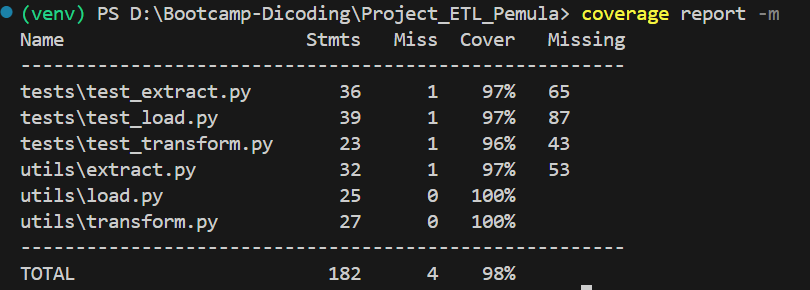 (venv) PS D:\Bootcamp-Dicoding\Project_ETL_Pemula> coverage report -m
Name                      Stmts   Miss  Cover   Missing
-------------------------------------------------------
tests\test_extract.py        36      1    97%   65
tests\test_load.py           39      1    97%   87
tests\test_transform.py      23      1    96%   43
utils\extract.py             32      1    97%   53
utils\load.py                25      0   100%
utils\transform.py           27      0   100%
-------------------------------------------------------
TOTAL                       182      4    98%